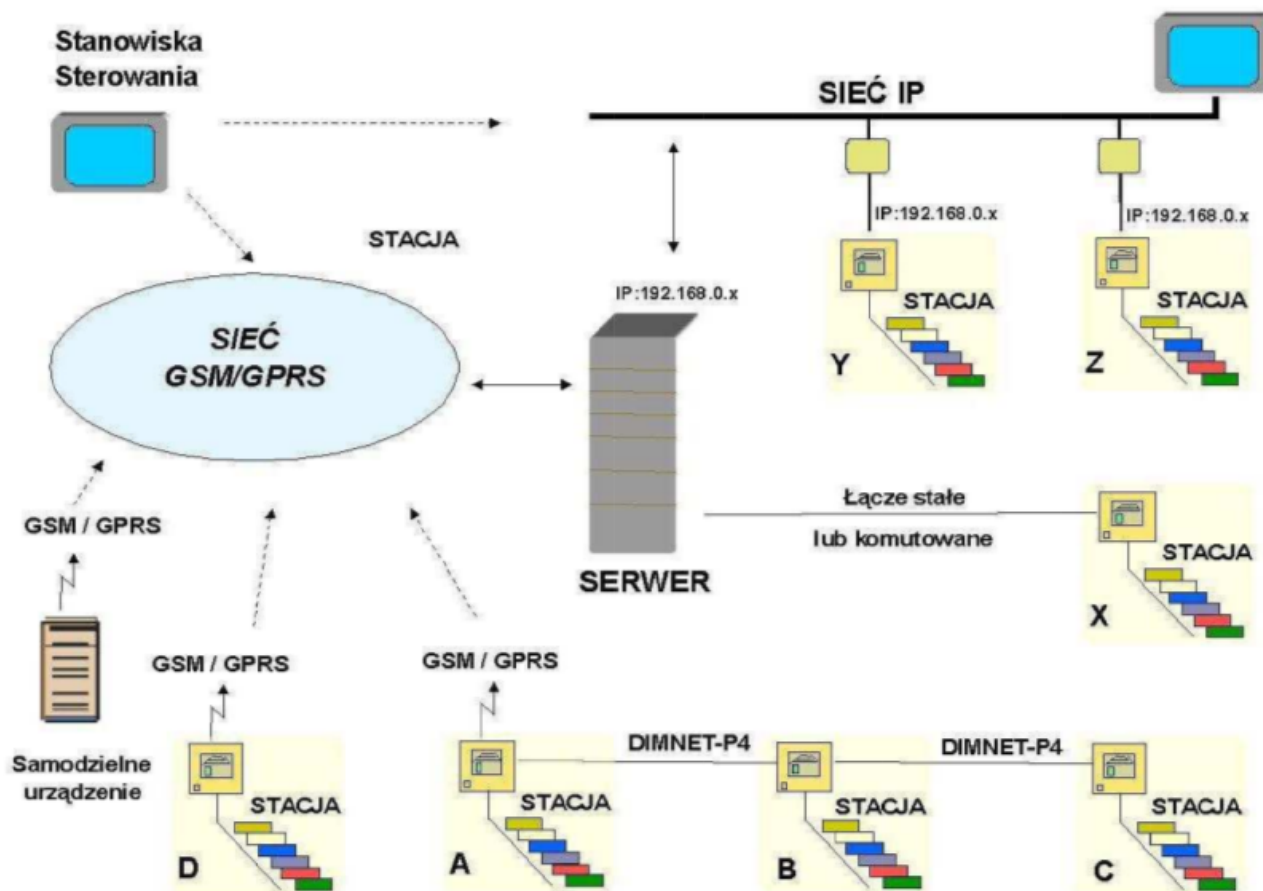 Stanowiska
Sterowania
SIEĆ IP
IP:192.168.0.x
IP:192.168.0.x
STACJA
IP:192.168.0.x
STACJA
STACJA
Y
Z
SIEĆ
GSM/GPRS
Łącze stałe
lub komutowane
STACJA
X
SERWER
GSM / GPRS
GSM / GPRS
GSM / GPRS
Samodzielne
urządzenie
DIMNET-P4
DIMNET-P4
STACJA
D
STACJA
A
STACJA
B
STACJA
C